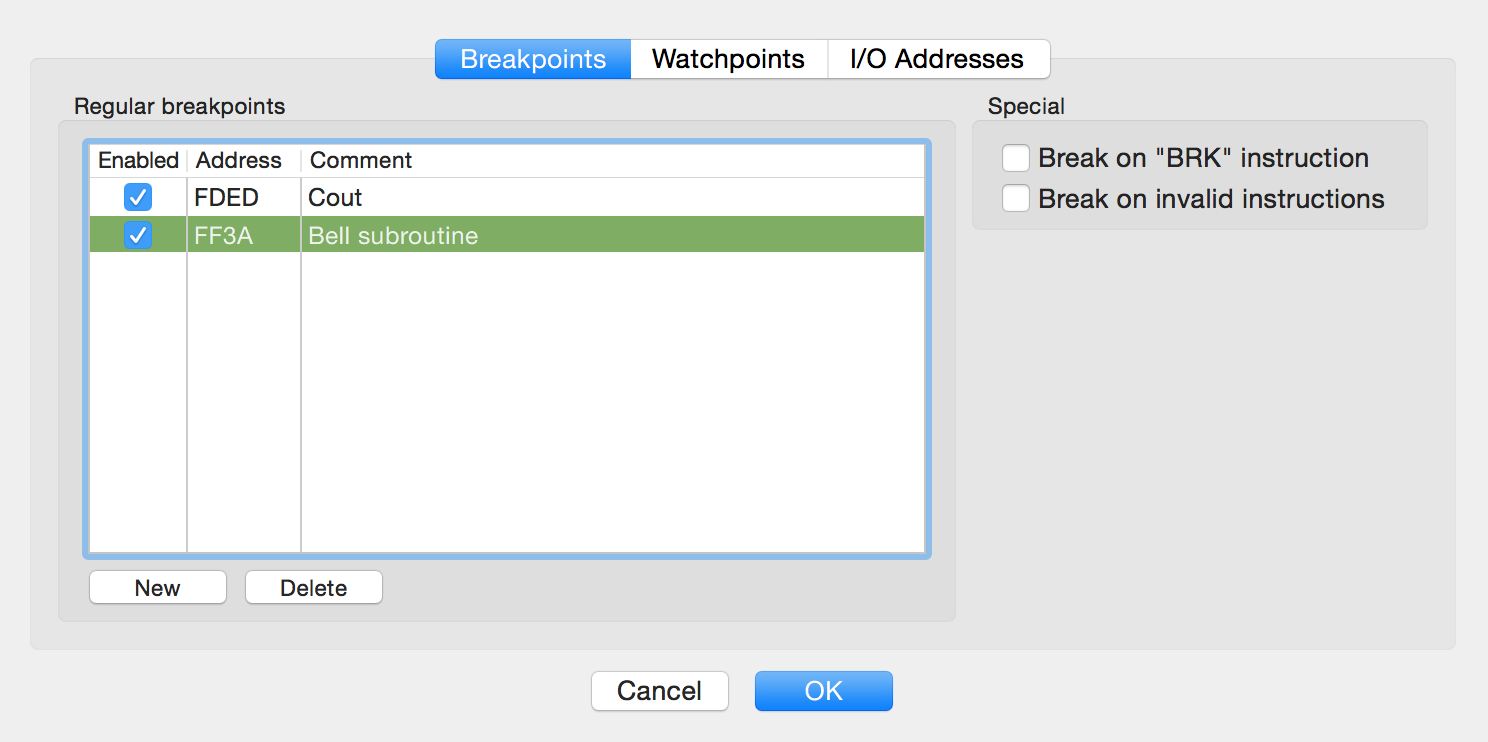 Breakpoints Watchpoints I/O Addresses
Regular breakpoints
Enabled Address Comment
FDED Cout
FF3A Bell subroutine
New Delete
Special
Break on "BRK" instruction
Break on invalid instructions
Cancel OK